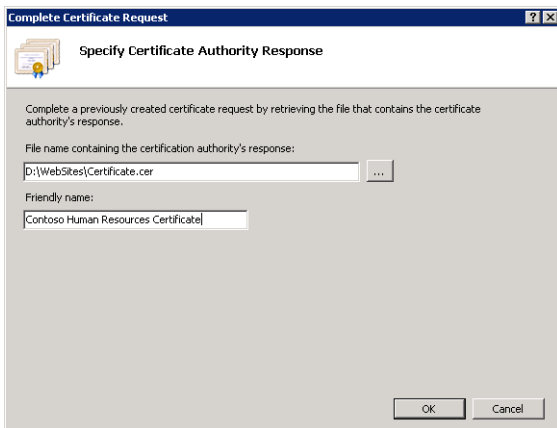 Complete Certificate Request
Specify Certificate Authority Response
Complete a previously created certificate request by retrieving the file that contains the certificate
authority's response.
File name containing the certification authority's response:
D:\WebSites\Certificate.cer
...
Friendly name:
Contoso Human Resources Certificate
OK
Cancel